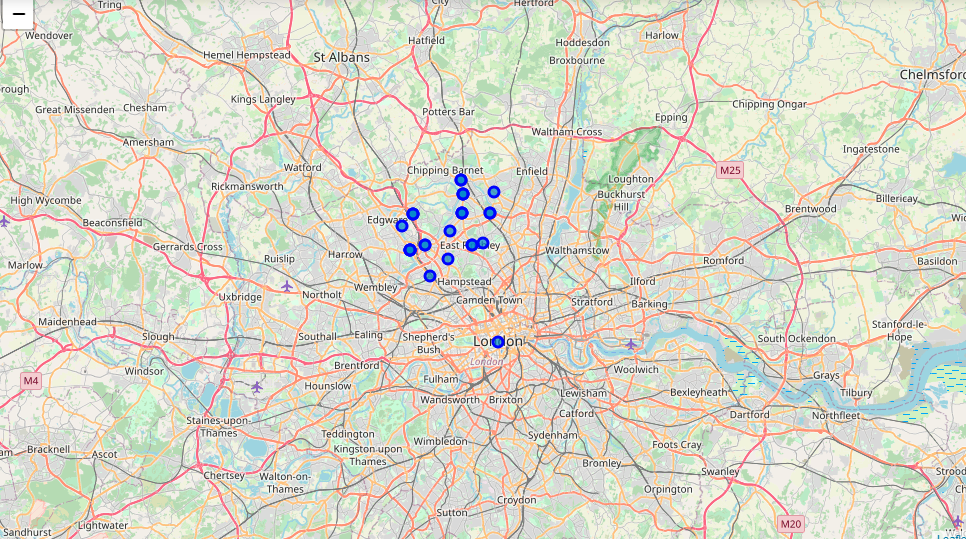 Tring
City
Hertford
−
Wendover
Hatfield
Hoddesdon
Harlow
Hemel Hempstead
St Albans
Broxbourne
Chelmsford
Kings Langley
Chipping Ongar
Great Missenden
Chesham
Potters Bar
Epping
Waltham Cross
Amersham
Ingatestone
Watford
Chipping Barnet
Enfield
M25
Loughton
Rickmansworth
Buckhurst
Hill
High Wycombe
Billericay
Brentwood
Beaconsfield
Edgware
Gerrards Cross
Harrow
Walthamstow
Ruislip
Romford
Basildon
Marlow
Hampstead
Ilford
Wembley
Northolt
Uxbridge
Camden Town
Stratford
Barking
Maidenhead
Slough
Southall
Ealing
Shepherd's
Bush
London
South Ockendon
Stanford-le-
Hope
London
Brentford
Woolwich
Windsor
M4
Fulham
Grays
Hounslow
Wandsworth
Brixton
Lewisham
Bexleyheath
Tilbury
Catford
Dartford
Northfleet
Staines-upon-
Thames
Teddington
Sydenham
Wimbledon
Foots Cray
Kingston upon
Thames
Bracknell
Ascot
Bromley
Swanley
Chertsey
Walton-on-
Thames
Orpington
Croydon
Sutton
Lightwater
M20
Sandhurst